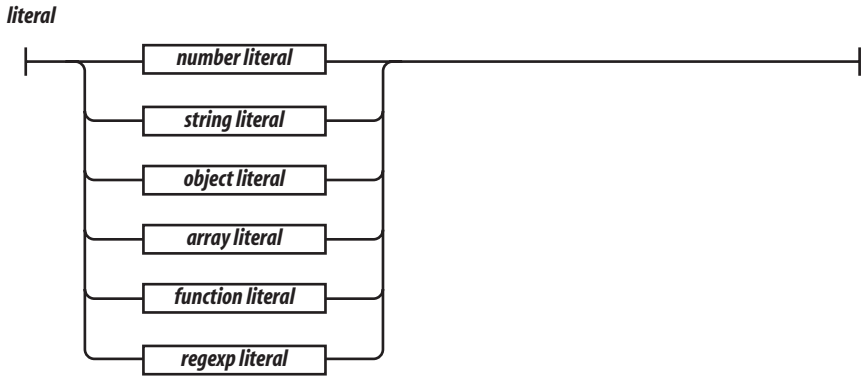 literal
number literal
string literal
object literal
array literal
function literal
regexp literal